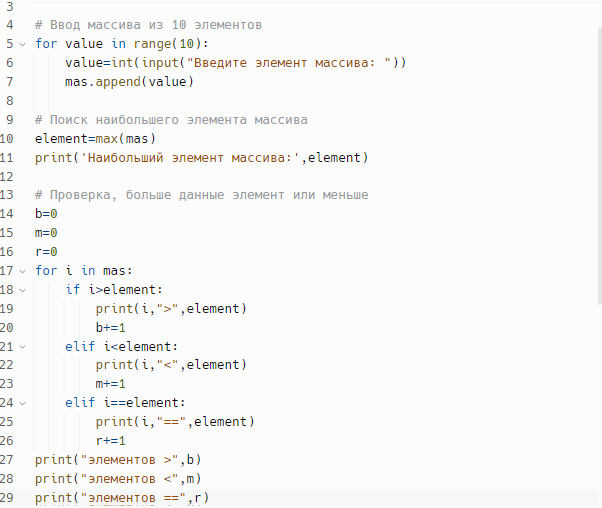 3
4 # Ввод массива из 10 элементов
5 for value in range(10):
6     value=int(input("Введите элемент массива: "))
7     mas.append(value)
8
9 # Поиск наибольшего элемента массива
10 element=max(mas)
11 print('Наибольший элемент массива:',element)
12
13 # Проверка, больше данные элемент или меньше
14 b=0
15 m=0
16 r=0
17 for i in mas:
18     if i>element:
19         print(i,">",element)
20         b+=1
21     elif i<element:
22         print(i,"<",element)
23         m+=1
24     elif i==element:
25         print(i,"==",element)
26         r+=1
27 print("элементов >",b)
28 print("элементов <",m)
29 print("элементов ==",r)